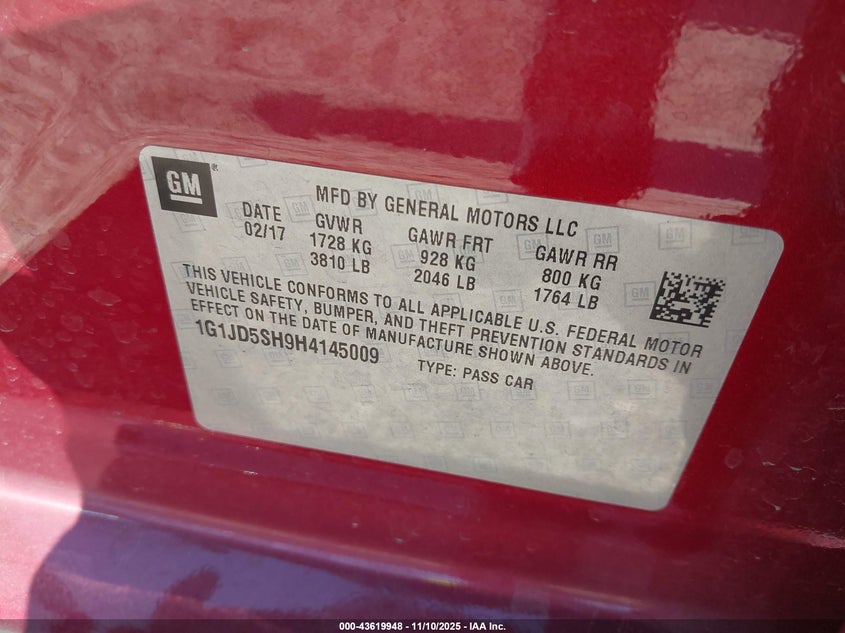 GM
MFD BY GENERAL MOTORS LLC
DATE GVWR GAWR FRT GAWR RR
02/17 1728 KG 928 KG 800 KG
3810 LB 2046 LB 1764 LB
THIS VEHICLE CONFORMS TO ALL APPLICABLE U.S. FEDERAL MOTOR
VEHICLE SAFETY, BUMPER, AND THEFT PREVENTION STANDARDS IN
EFFECT ON THE DATE OF MANUFACTURE SHOWN ABOVE.
1G1JD5SH9H4145009 TYPE: PASS CAR
000-43619948 - 11/10/2025 - IAA Inc.